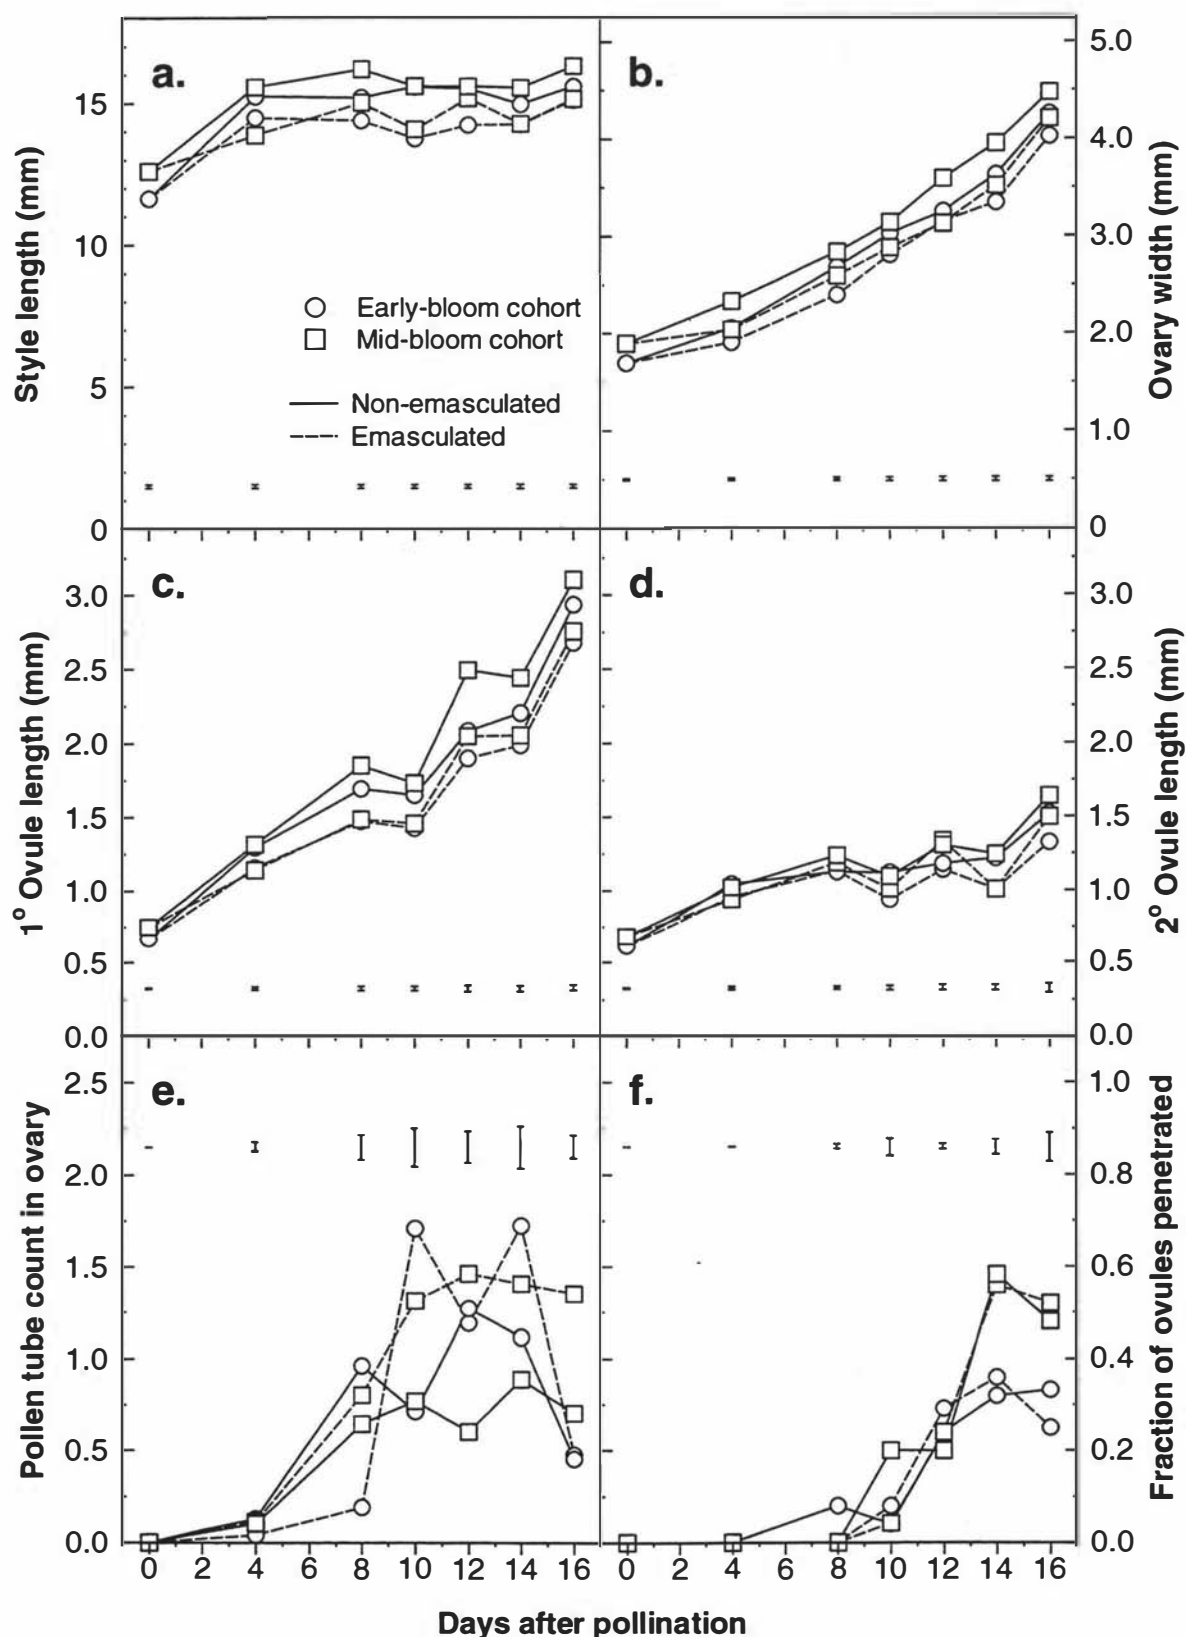 a.
b.
Style length (mm)
15
10
5
0
Early-bloom cohort
Mid-bloom cohort
Non-emasculated
Emasculated
5.0
4.0
3.0
2.0
1.0
0
Ovary width (mm)
c.
d.
1° Ovule length (mm)
3.0
2.5
2.0
1.5
1.0
0.5
0.0
3.0
2.5
2.0
1.5
1.0
0.5
0.0
2° Ovule length (mm)
e.
f.
Pollen tube count in ovary
2.5
2.0
1.5
1.0
0.5
0.0
1.0
0.8
0.6
0.4
0.2
0.0
Fraction of ovules penetrated
0 2 4 6 8 10 12 14 16
0 2 4 6 8 10 12 14 16
Days after pollination